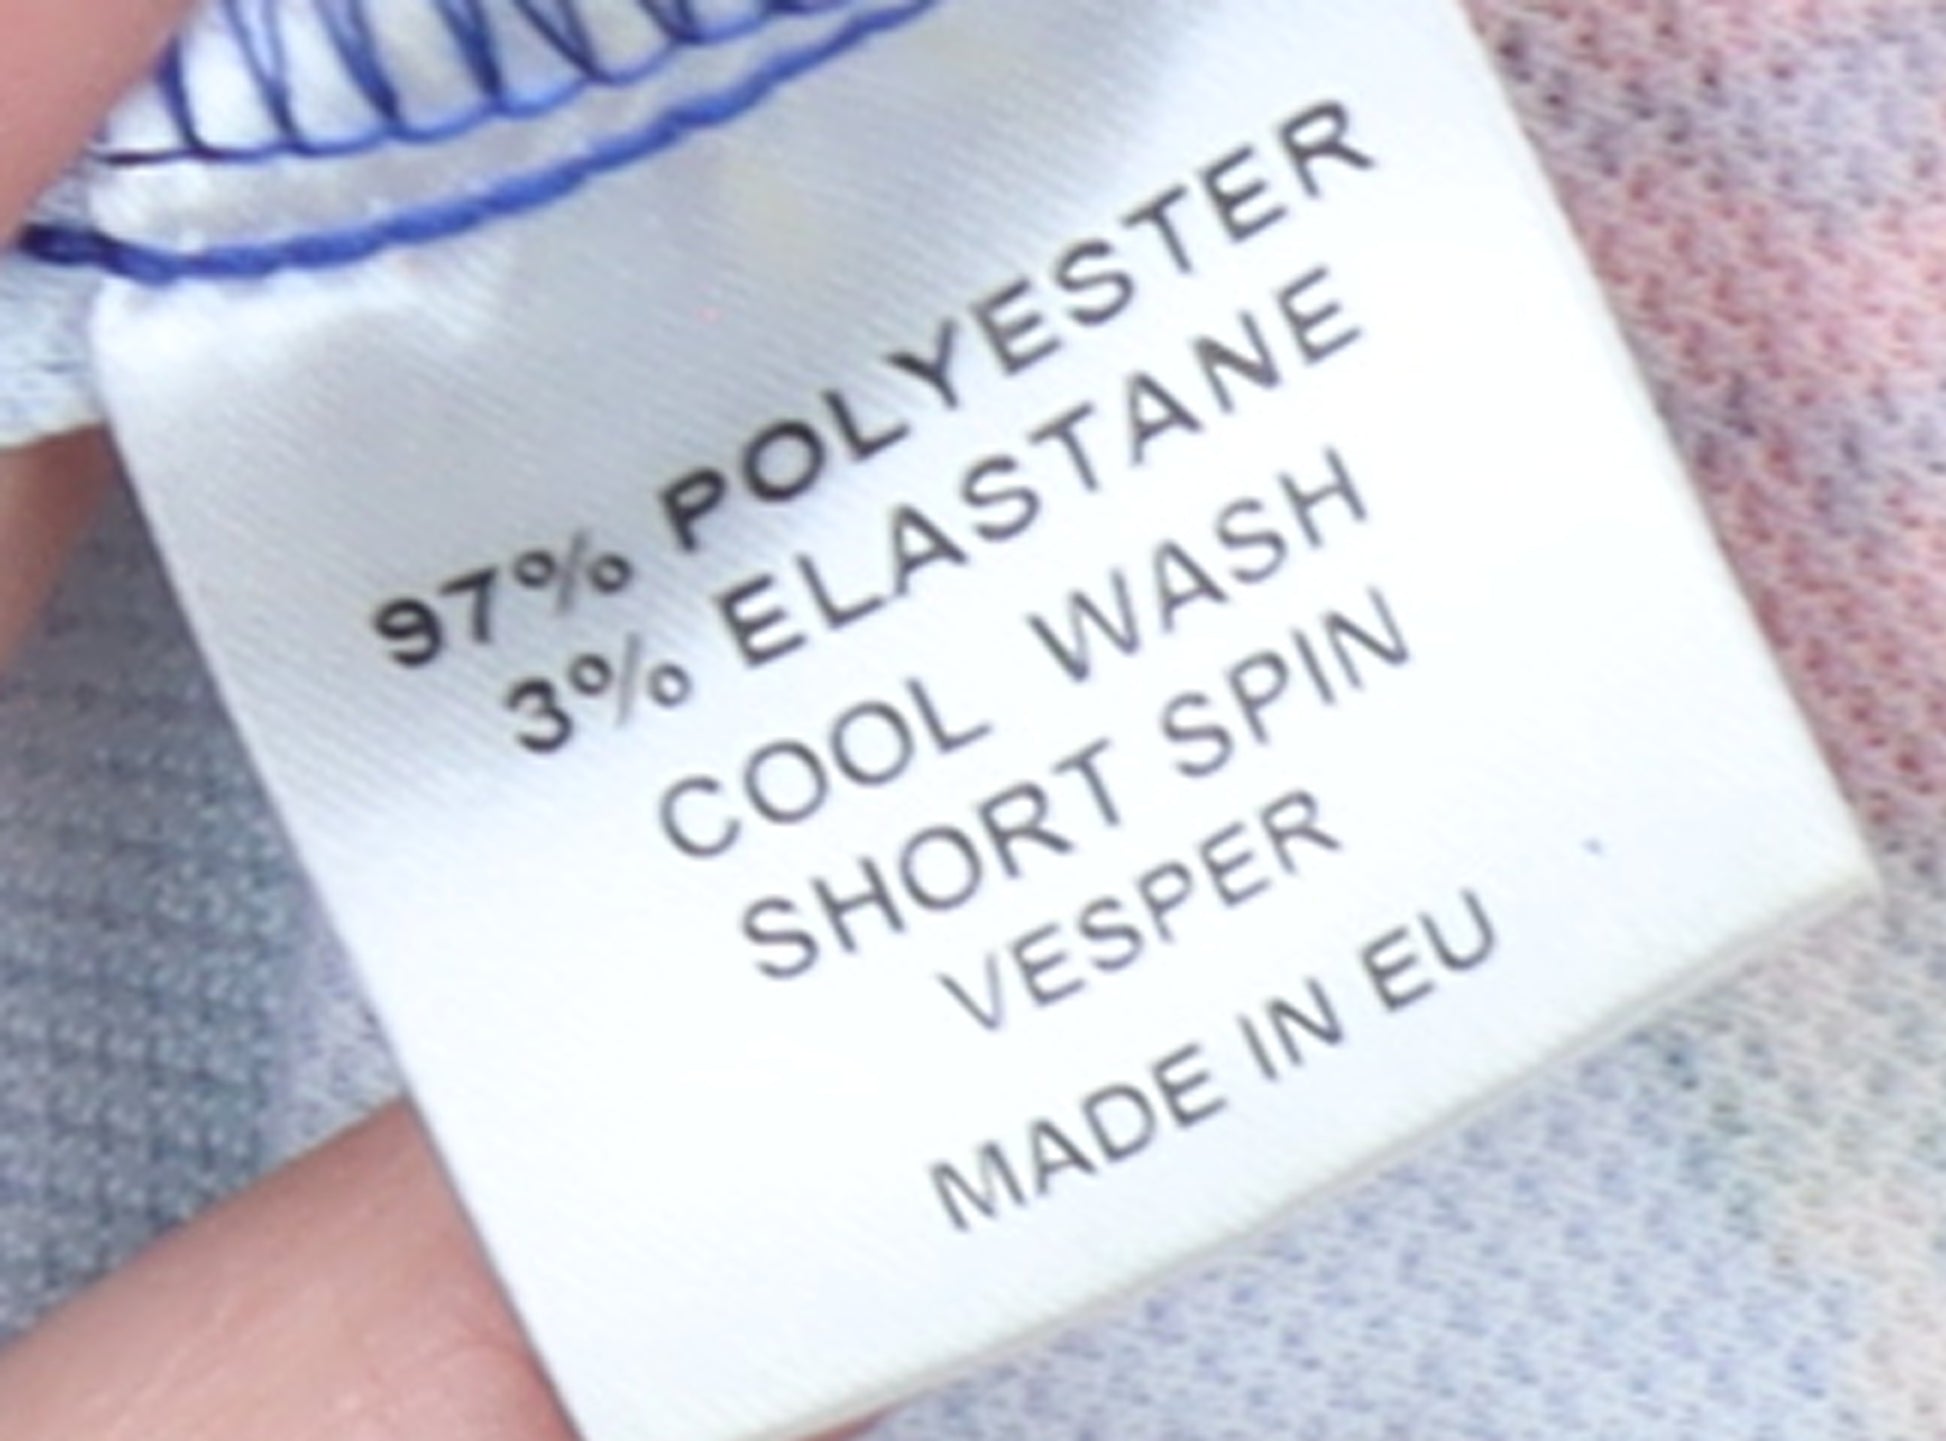 97% POLYESTER
3% ELASTANE
COOL WASH
SHORT SPIN
VESPER
MADE IN EU